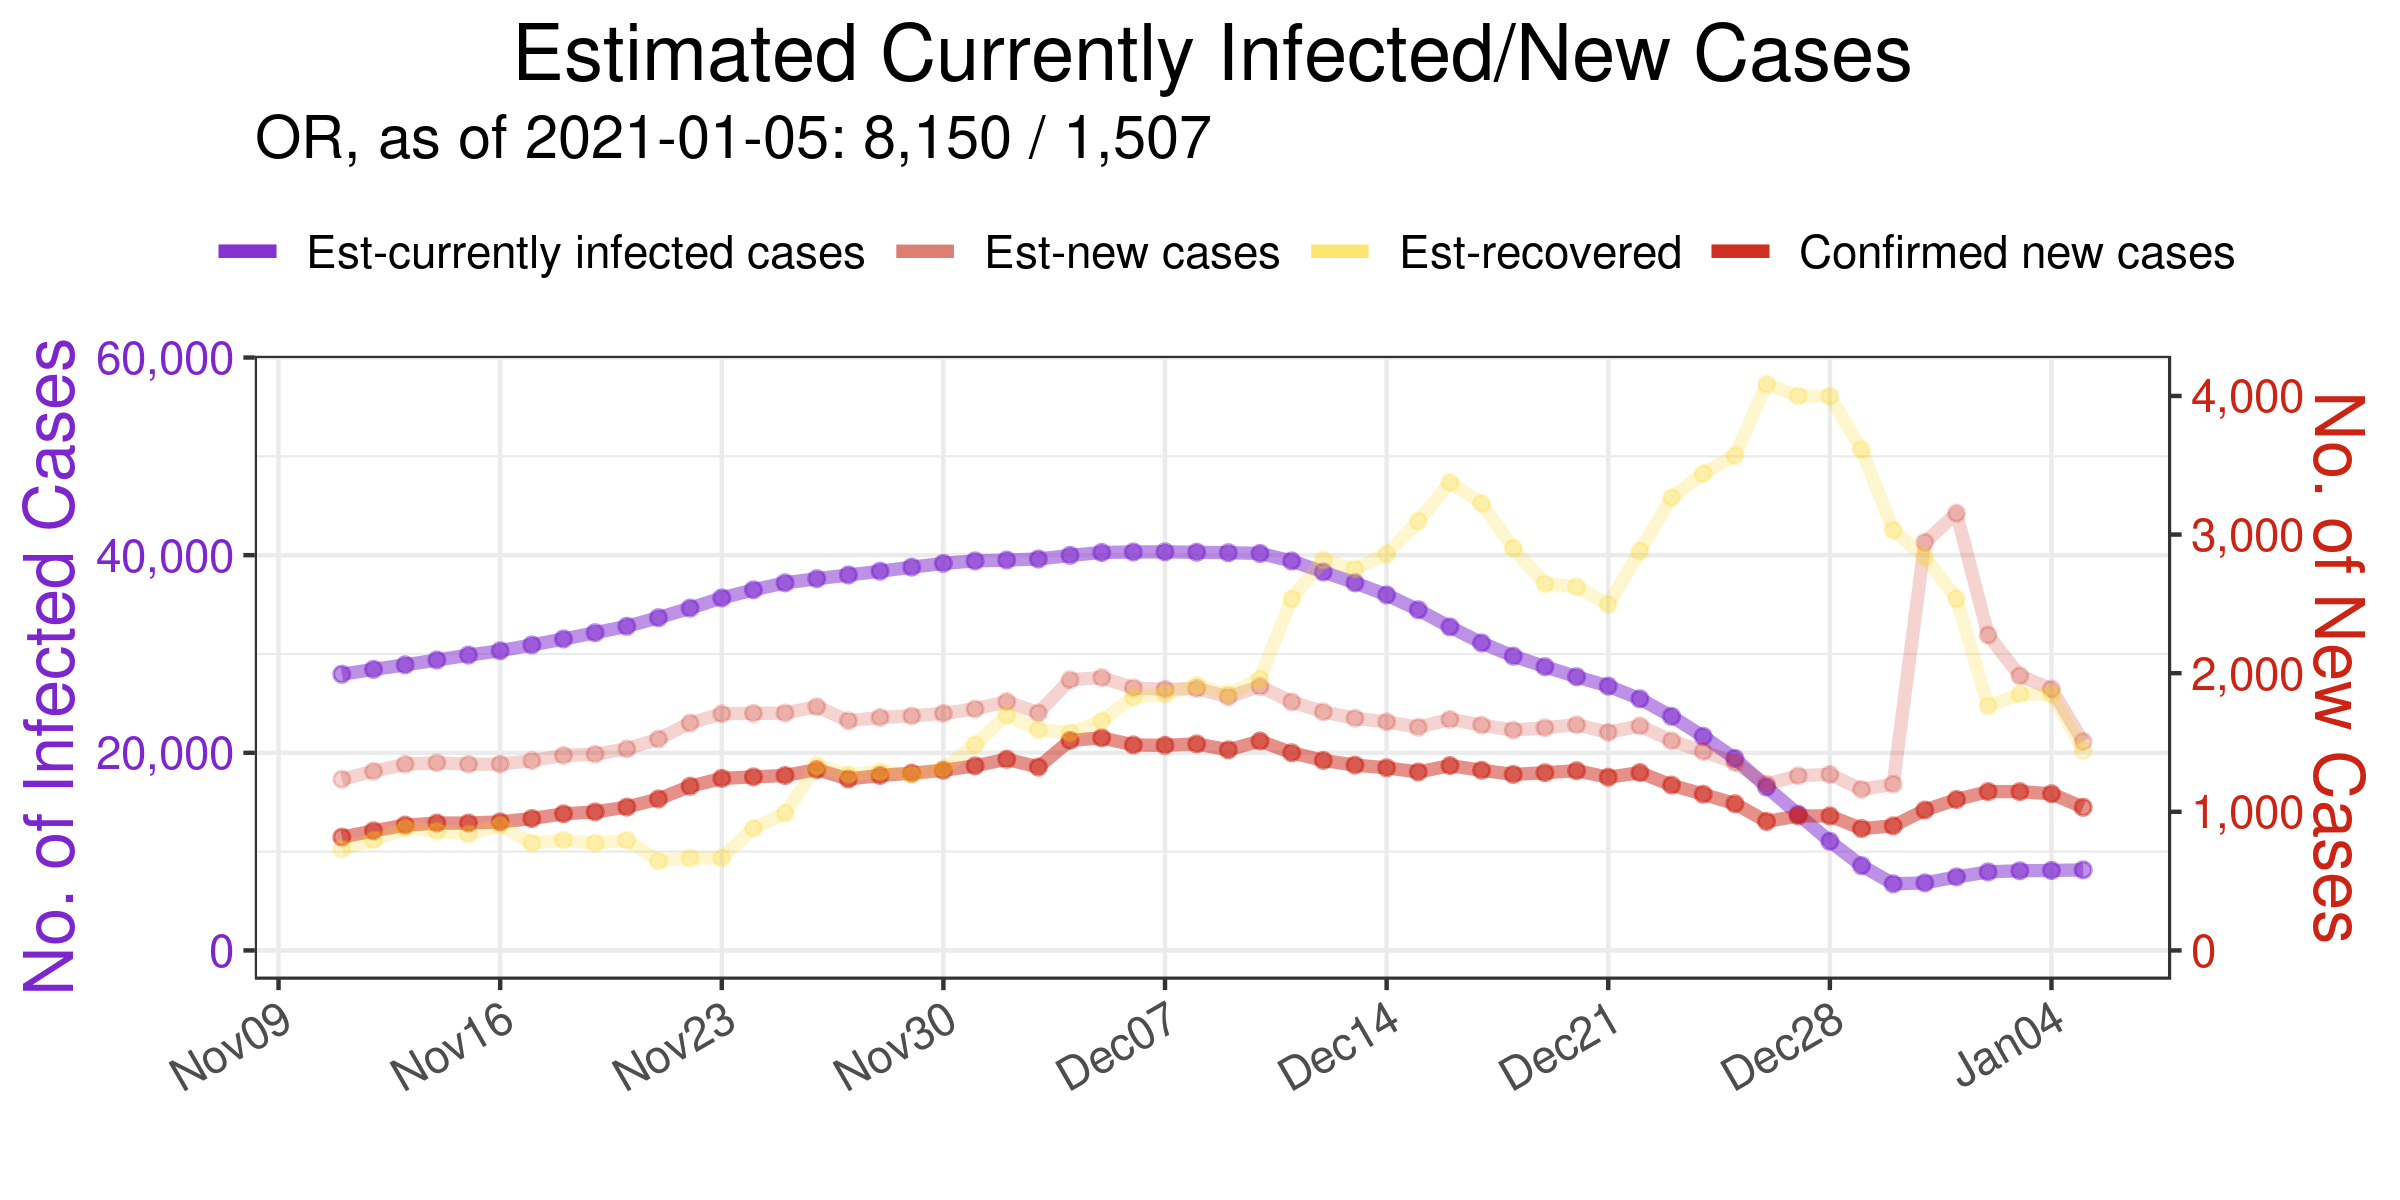 Estimated Currently Infected/New Cases
OR, as of 2021-01-05: 8,150 / 1,507
Est-currently infected cases
Est-new cases
Est-recovered
Confirmed new cases
No. of Infected Cases
60,000
40,000
20,000
0
4,000
3,000
2,000
1,000
0
No. of New Cases
Nov09
Nov16
Nov23
Nov30
Dec07
Dec14
Dec21
Dec28
Jan04